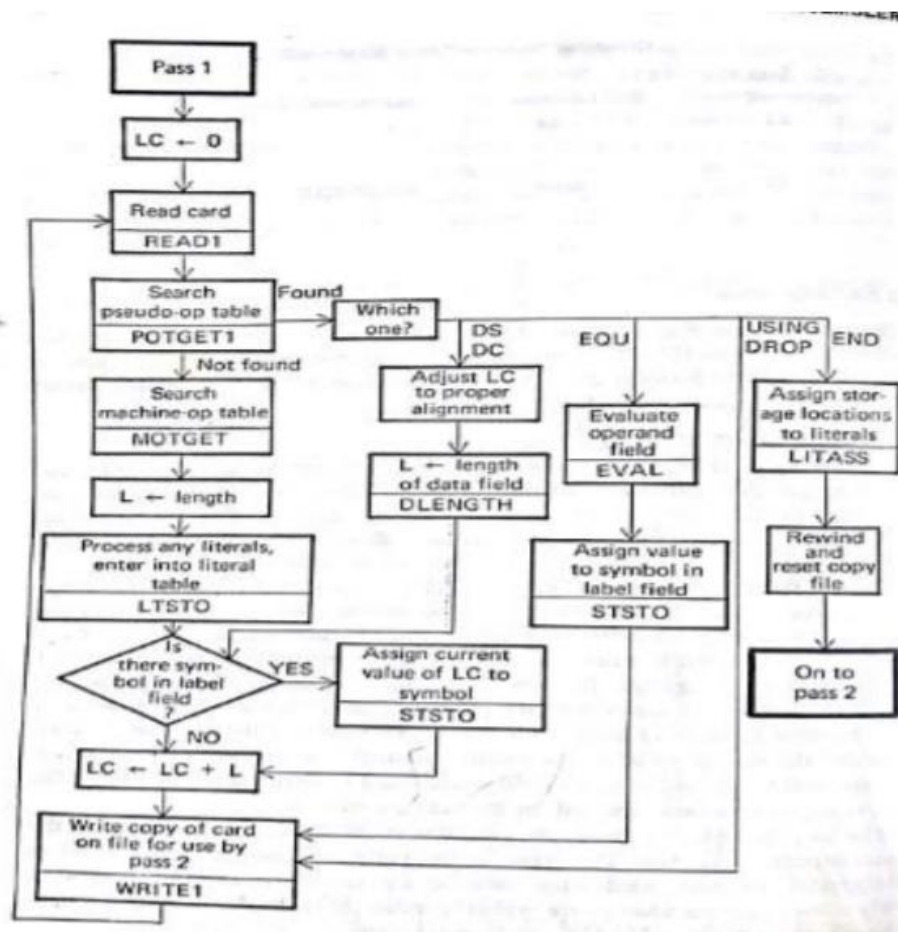 Pass 1
LC ← 0
Read card
READ1
Search
pseudo-op table
POTGET1
Found
Which
one?
DS
DC
EQU
USING
DROP
END
Not found
Search
machine-op table
MOTGET
Adjust LC
to proper
alignment
Evaluate
operand
field
EVAL
Assign stor-
age locations
to literals
LITASS
L ← length
L ← length
of data field
DLENGTH
Process any literals,
enter into literal
table
LTSTO
Assign value
to symbol in
label field
STSTO
Rewind
and
reset copy
file
Is
there sym-
bol in label
field
?
YES
Assign current
value of LC to
symbol
STSTO
On to
pass 2
NO
LC ← LC + L
Write copy of card
on file for use by
pass 2
WRITE1